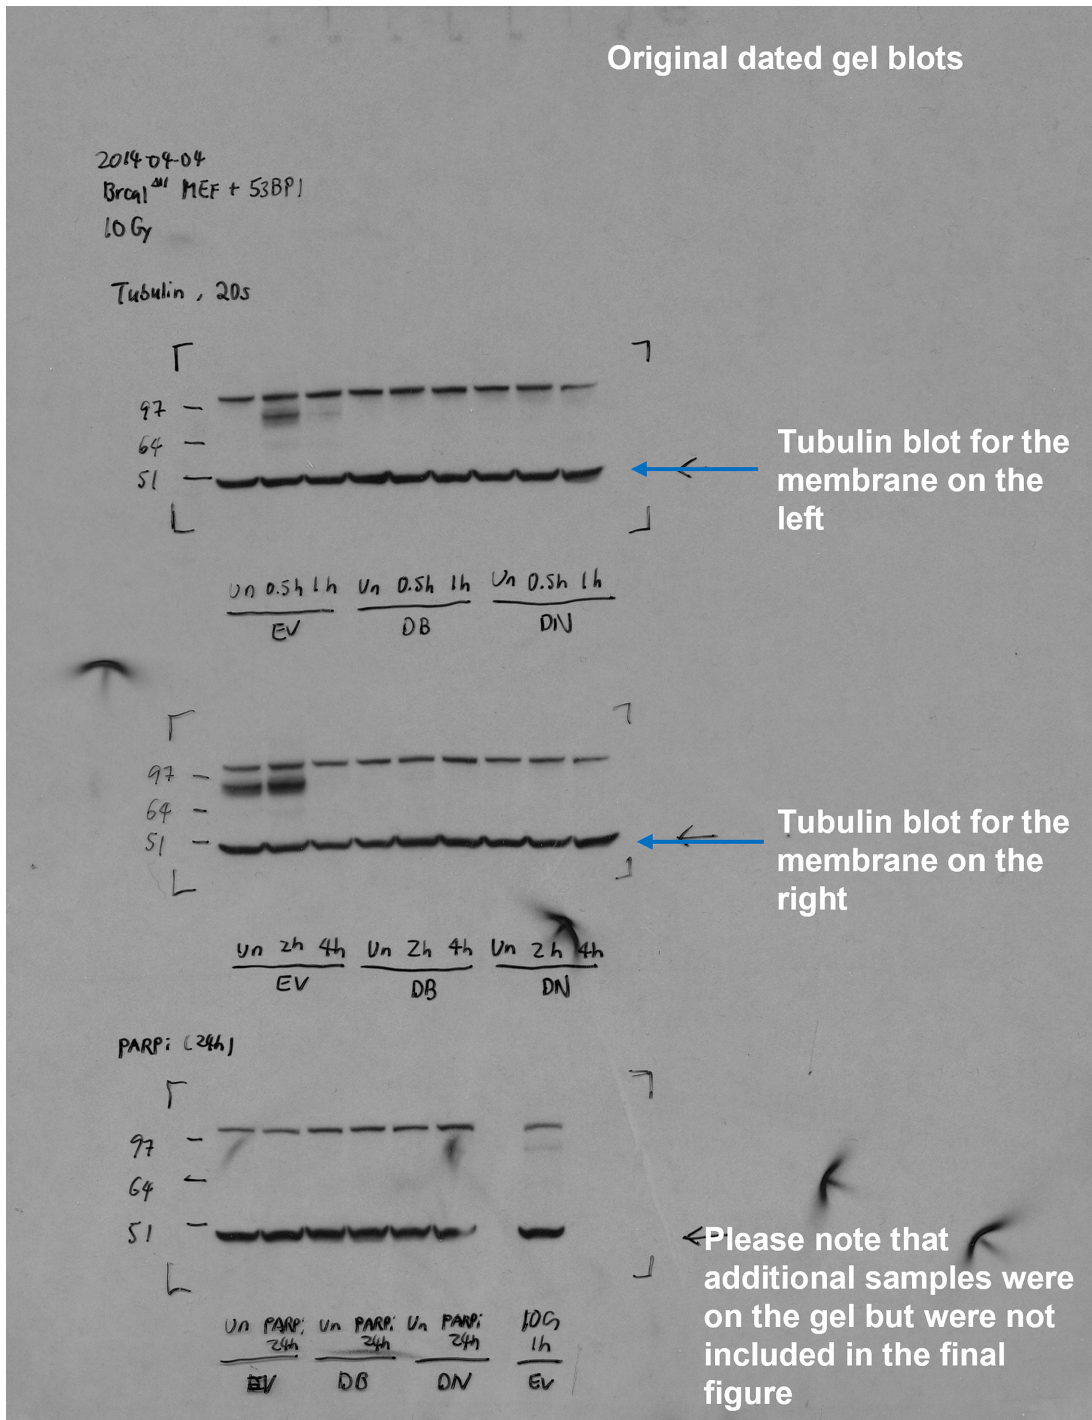 Original dated gel blots
2014-04-04
Brca1 Δ11 MEF + 53BP1
10 Gy
Tubulin, 20s
97
64
51
Tubulin blot for the
membrane on the
left
Un 0.5h 1h Un 0.5h 1h Un 0.5h 1h
EV DB DN
97
64
51
Tubulin blot for the
membrane on the
right
Un 2h 4h Un 2h 4h Un 2h 4h
EV DB DN
PARPi (24h)
97
64
51
Please note that
additional samples were
on the gel but were not
included in the final
figure
Un PARPi Un PARPi Un PARPi 10G
24h 24h 24h 1h
EV DB DN EV